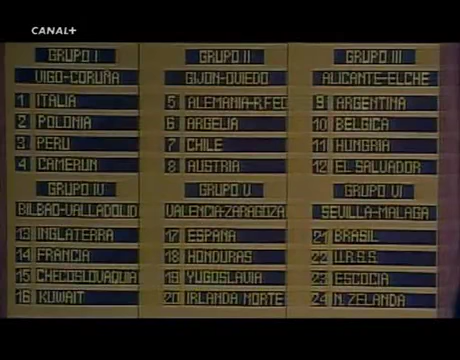 CANAL+
GRUPO I
VIGO-CORUÑA
1 ITALIA
2 POLONIA
3 PERU
4 CAMERUN
GRUPO II
GIJON-OVIEDO
5 ALEMANIA-R.FED
6 ARGELIA
7 CHILE
8 AUSTRIA
GRUPO III
ALICANTE-ELCHE
9 ARGENTINA
10 BELGICA
11 HUNGRIA
12 EL SALVADOR
GRUPO IV
BILBAO-VALLADOLID
13 INGLATERRA
14 FRANCIA
15 CHECOSLOVAQUIA
16 KUWAIT
GRUPO V
VALENCIA-ZARAGOZA
17 ESPAÑA
18 HONDURAS
19 YUGOSLAVIA
20 IRLANDA NORTE
GRUPO VI
SEVILLA-MALAGA
21 BRASIL
22 U.R.S.S.
23 ESCOCIA
24 N. ZELANDA